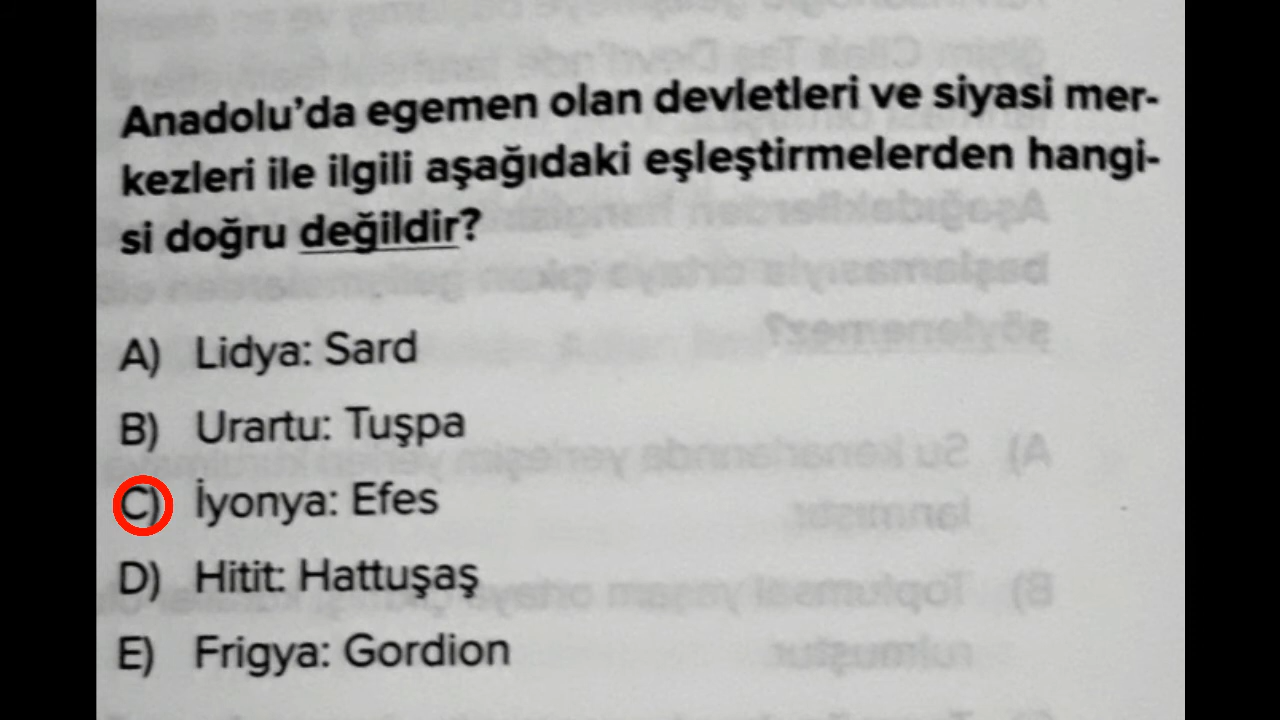 Anadolu'da egemen olan devletleri ve siyasi mer-
kezleri ile ilgili aşağıdaki eşleştirmelerden hangi-
si doğru değildir?
A) Lidya: Sard
B) Urartu: Tuşpa
C) İyonya: Efes
D) Hitit: Hattuşaş
E) Frigya: Gordion